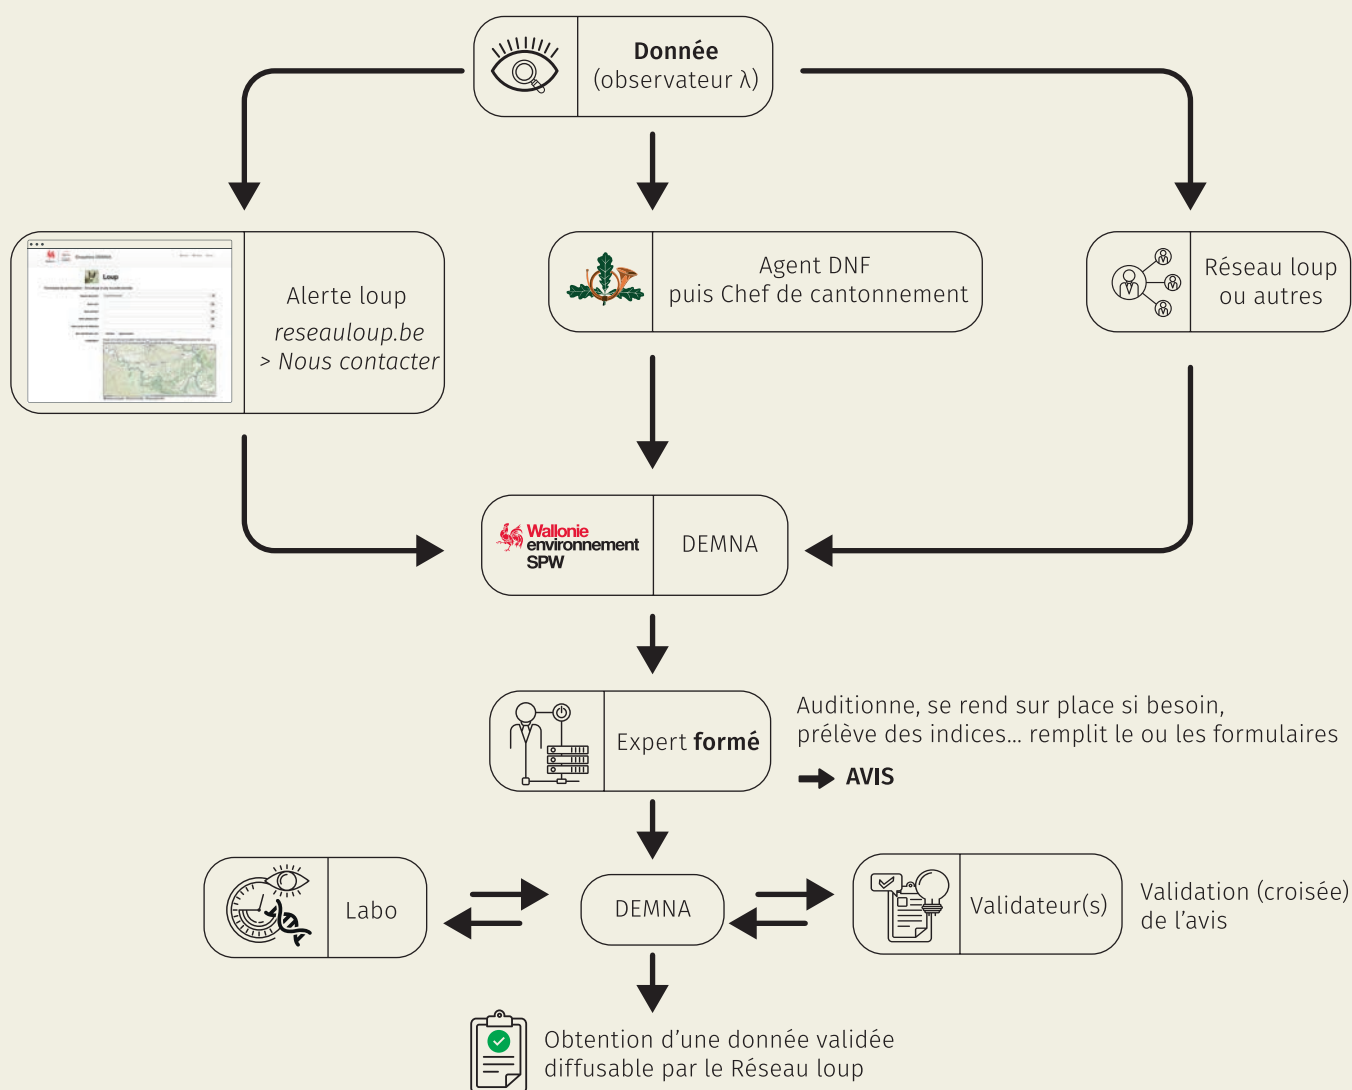 Donnée
(observateur λ)
Loup
Alerte loup
reseauloup.be
> Nous contacter
Agent DNF
puis Chef de cantonnement
Réseau loup
ou autres
Wallonie
environnement
SPW
DEMNA
Expert formé
Auditionne, se rend sur place si besoin,
prélève des indices... remplit le ou les formulaires
AVIS
Labo
DEMNA
Validateur(s)
Validation (croisée)
de l'avis
Obtention d'une donnée validée
diffusable par le Réseau loup